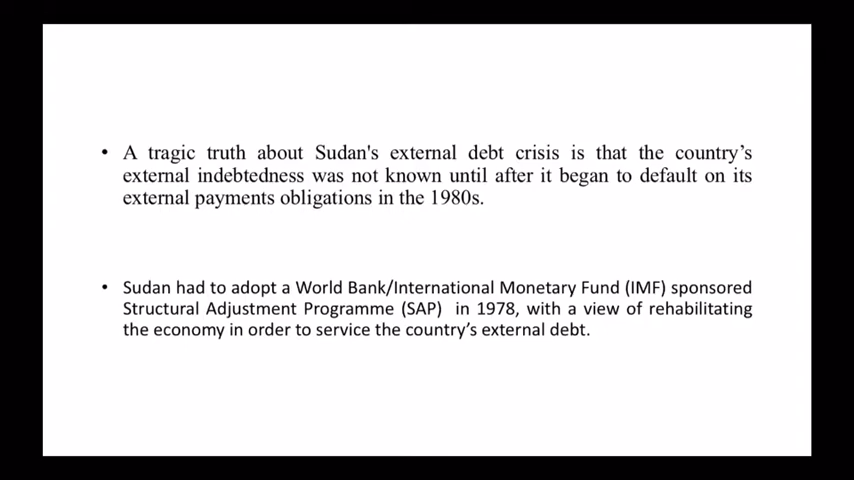 • A tragic truth about Sudan's external debt crisis is that the country’s
external indebtedness was not known until after it began to default on its
external payments obligations in the 1980s.
• Sudan had to adopt a World Bank/International Monetary Fund (IMF) sponsored
Structural Adjustment Programme (SAP) in 1978, with a view of rehabilitating
the economy in order to service the country’s external debt.